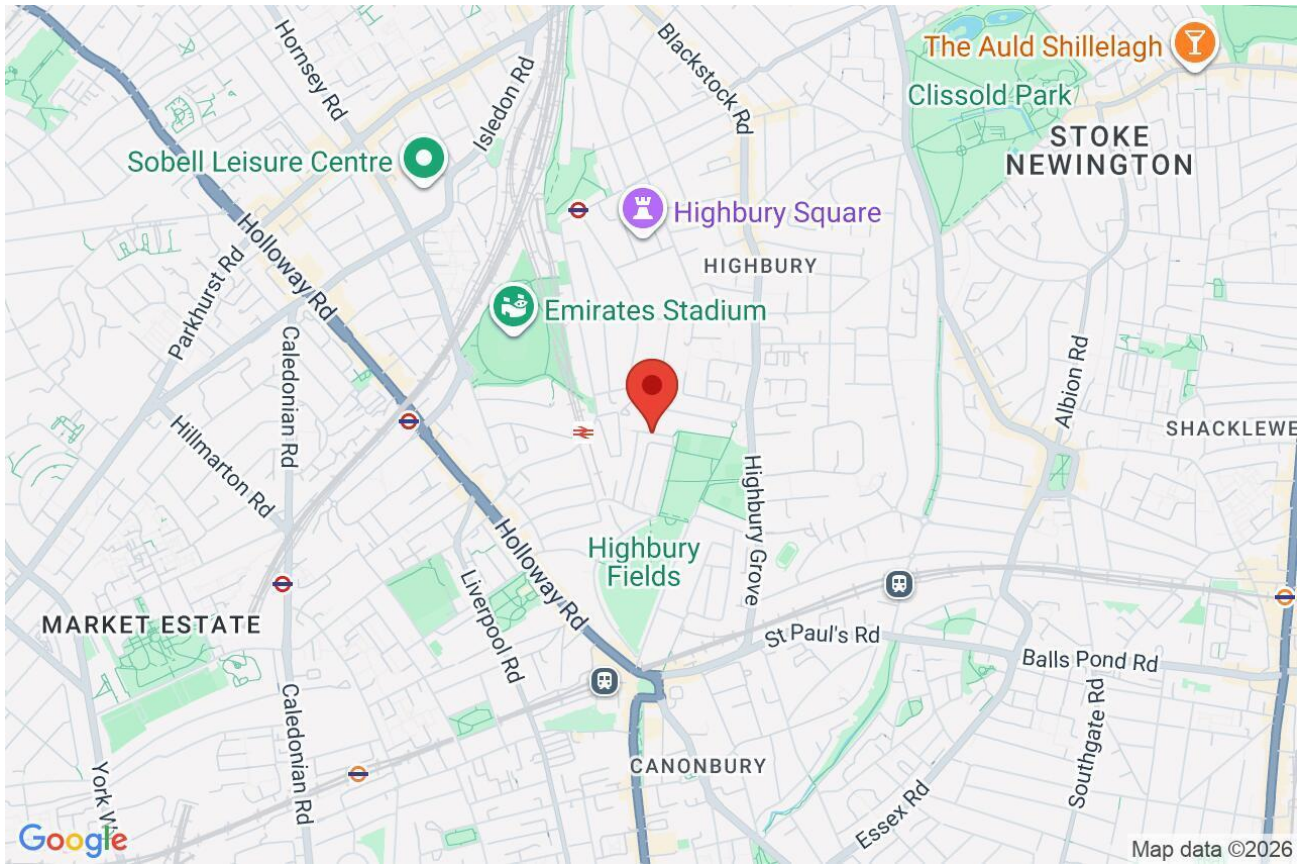 Hornsey Rd
Isledon Rd
Blackstock Rd
The Auld Shillelagh
Clissold Park
STOKE
NEWINGTON
Sobell Leisure Centre
Highbury Square
Holloway Rd
Parkhurst Rd
HIGHBURY
Emirates Stadium
Caledonian Rd
Albion Rd
Hillmarton Rd
SHACKLEWE
Highbury Grove
Holloway Rd
Highbury
Fields
Liverpool Rd
MARKET ESTATE
St Paul's Rd
Balls Pond Rd
Caledonian Rd
Southgate Rd
CANONBURY
York W
Essex Rd
Google
Map data ©2026